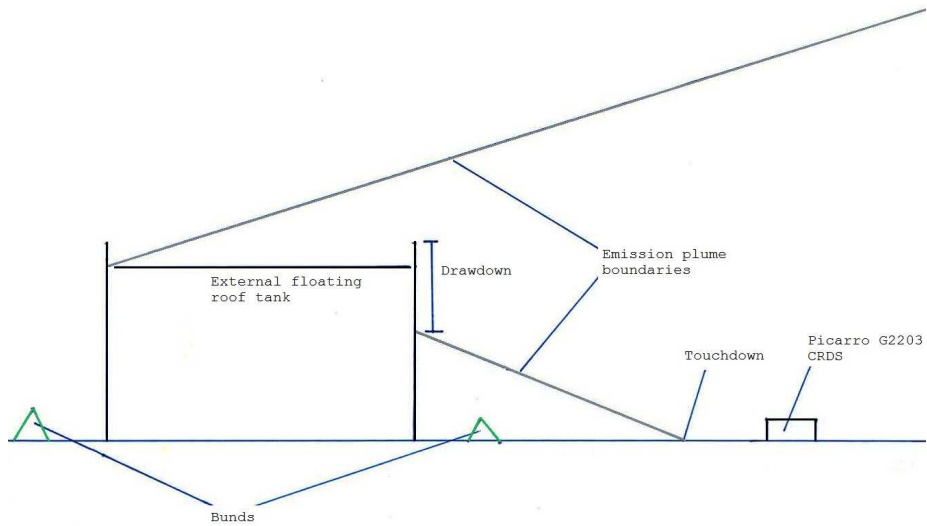 Emission plume
boundaries
Drawdown
External floating
roof tank
Picarro G2203
CRDS
Touchdown
Bunds